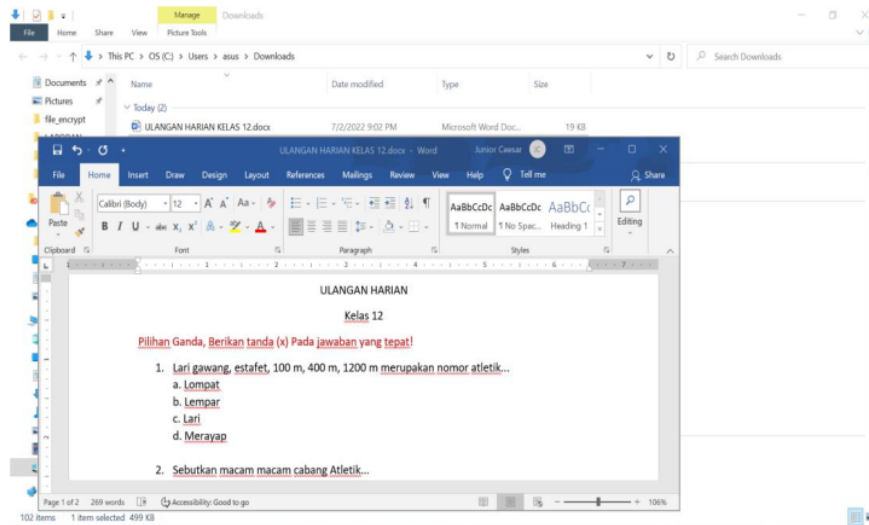 Manage Downloads
File Home Share View Picture Tools
This PC > OS (C:) > Users > asus > Downloads
Search Downloads
Documents
Pictures
file_encrypt
Name Date modified Type Size
Today (2)
ULANGAN HARIAN KELAS 12.docx 7/2/2022 9:02 PM Microsoft Word Doc... 19 KB
ULANGAN HARIAN KELAS 12.docx - Word Junior Caesar JC
File Home Insert Draw Design Layout References Mailings Review View Help Tell me Share
Paste
Calibri (Body) 12
AaBbCcDc AaBbCcDc AaBbCc
¶ Normal ¶ No Spac... Heading 1
Editing
Clipboard Font Paragraph Styles
ULANGAN HARIAN
Kelas 12
Pilihan Ganda, Berikan tanda (x) Pada jawaban yang tepat!
1. Lari gawang, estafet, 100 m, 400 m, 1200 m merupakan nomor atletik...
a. Lompat
b. Lempar
c. Lari
d. Merayap
2. Sebutkan macam macam cabang Atletik...
Page 1 of 2 269 words Accessibility: Good to go 106%
102 items 1 item selected 499 KB